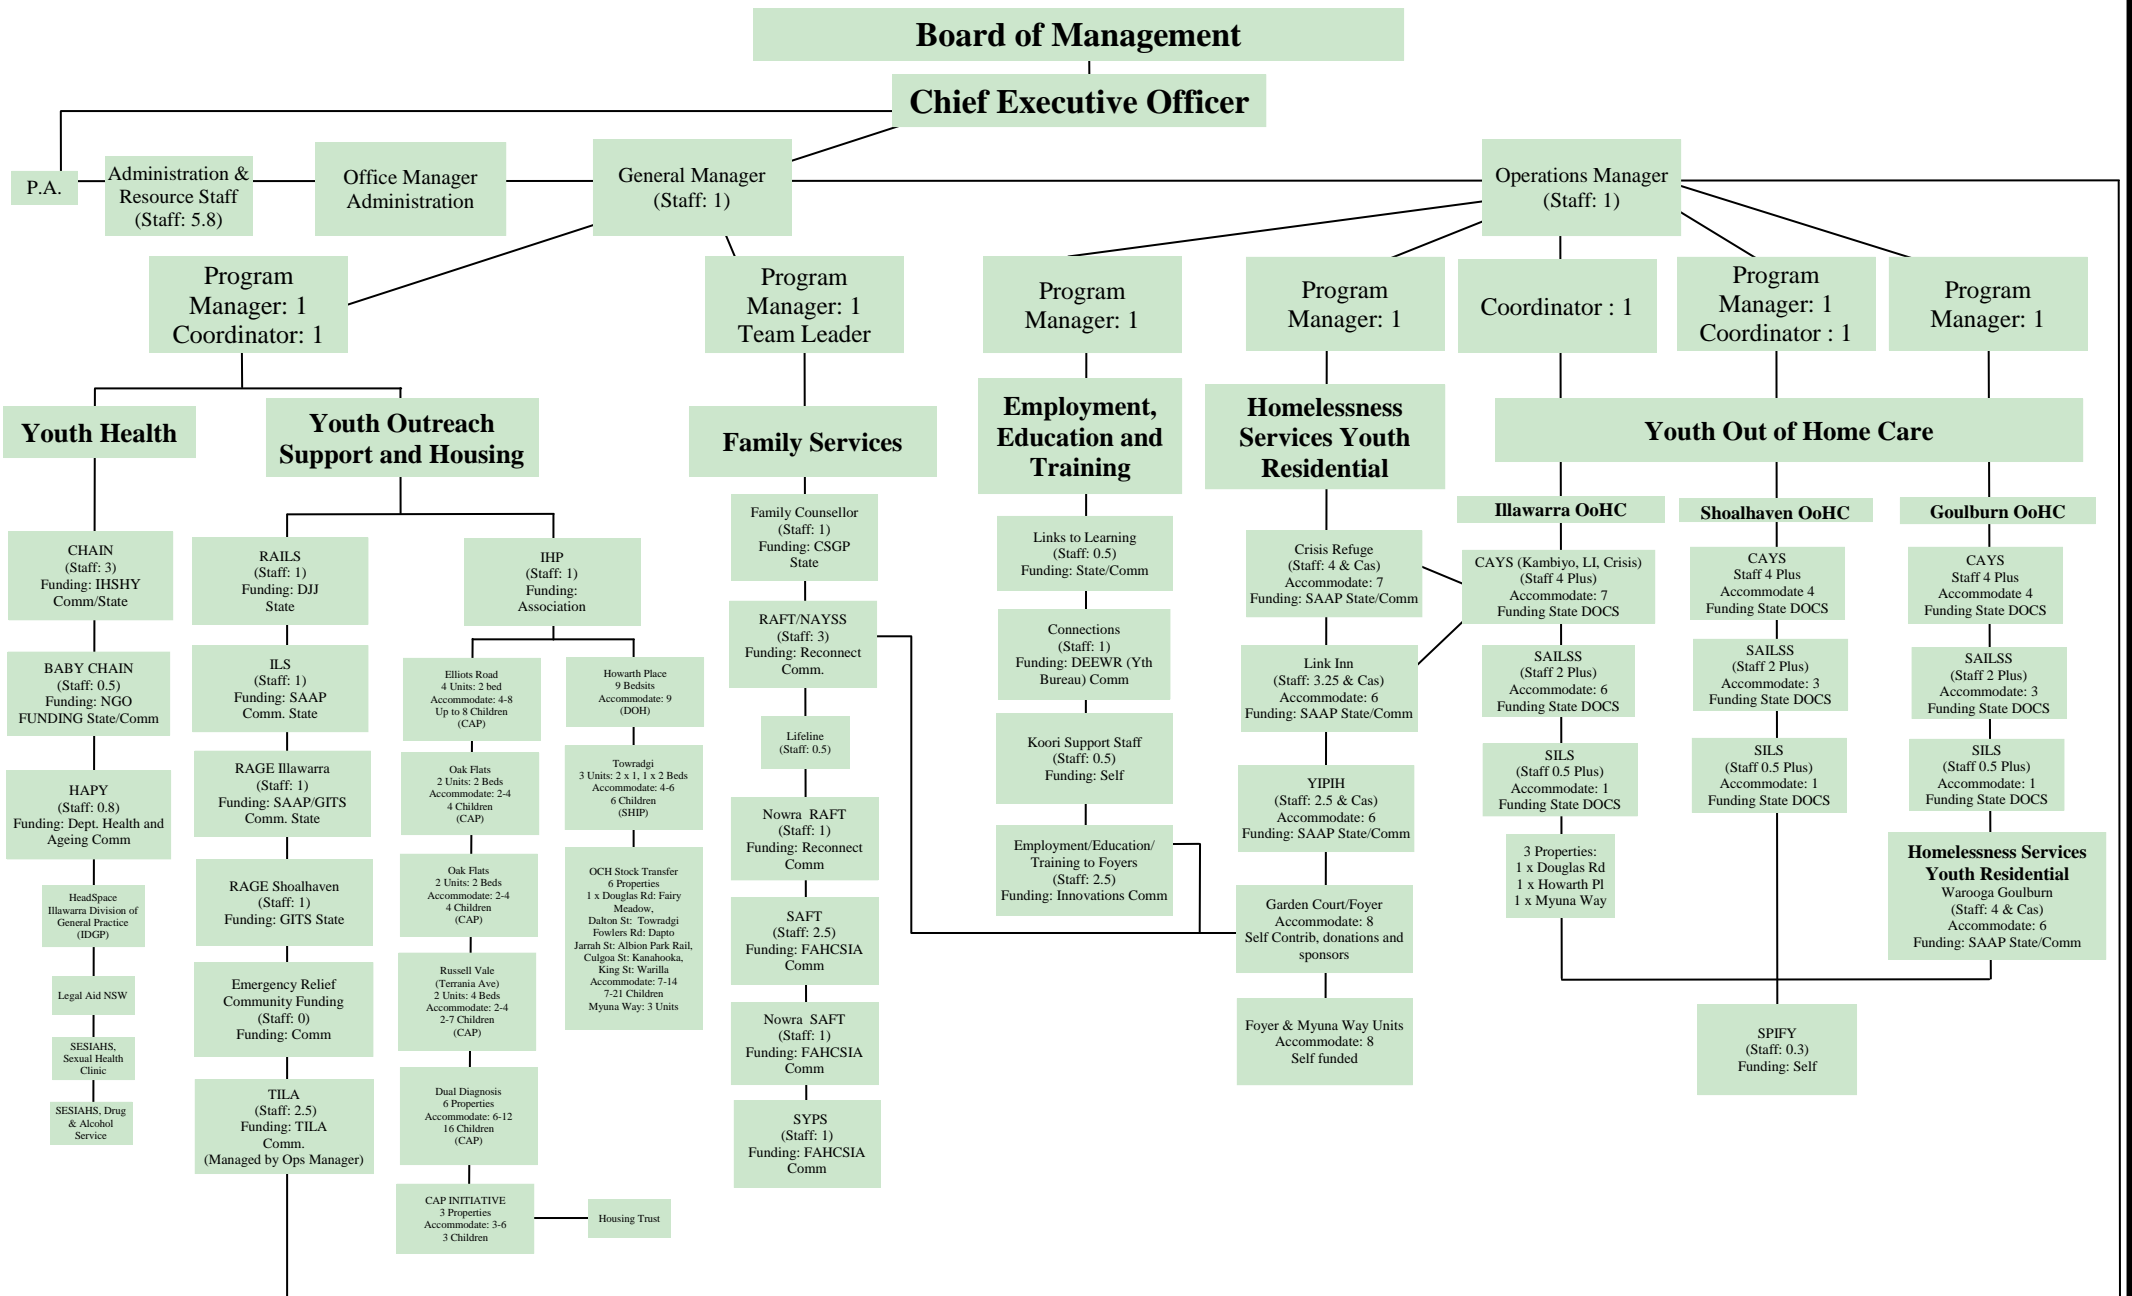 Board of Management
Chief Executive Officer
P.A.
Administration &
Resource Staff
(Staff: 5.8)
Office Manager
Administration
General Manager
(Staff: 1)
Operations Manager
(Staff: 1)
Program
Manager: 1
Coordinator: 1
Program
Manager: 1
Team Leader
Program
Manager: 1
Program
Manager: 1
Coordinator : 1
Program
Manager: 1
Coordinator : 1
Program
Manager: 1
Youth Health
Youth Outreach
Support and Housing
Family Services
Employment,
Education and
Training
Homelessness
Services Youth
Residential
Youth Out of Home Care
Illawarra OoHC
Shoalhaven OoHC
Goulburn OoHC
CHAIN
(Staff: 3)
Funding: IHSHY
Comm/State
BABY CHAIN
(Staff: 0.5)
Funding: NGO
FUNDING State/Comm
HAPY
(Staff: 0.8)
Funding: Dept. Health and
Ageing Comm
HeadSpace
Illawarra Division of
General Practice
(IDGP)
Legal Aid NSW
SESIAHS,
Sexual Health
Clinic
SESIAHS, Drug
& Alcohol
Service
RAILS
(Staff: 1)
Funding: DJJ
State
ILS
(Staff: 1)
Funding: SAAP
Comm. State
RAGE Illawarra
(Staff: 1)
Funding: SAAP/GITS
Comm. State
RAGE Shoalhaven
(Staff: 1)
Funding: GITS State
Emergency Relief
Community Funding
(Staff: 0)
Funding: Comm
TILA
(Staff: 2.5)
Funding: TILA
Comm.
(Managed by Ops Manager)
IHP
(Staff: 1)
Funding:
Association
Elliots Road
4 Units: 2 bed
Accommodate: 4-8
Up to 8 Children
(CAP)
Oak Flats
2 Units: 2 Beds
Accommodate: 2-4
4 Children
(CAP)
Oak Flats
2 Units: 2 Beds
Accommodate: 2-4
4 Children
(CAP)
Russell Vale
(Terrania Ave)
2 Units: 4 Beds
Accommodate: 2-4
2-7 Children
(CAP)
Dual Diagnosis
6 Properties
Accommodate: 6-12
16 Children
(CAP)
CAP INITIATIVE
3 Properties
Accommodate: 3-6
3 Children
Housing Trust
Howarth Place
9 Bedsits
Accommodate: 9
(DOH)
Towradgi
3 Units: 2 x 1, 1 x 2 Beds
Accommodate: 4-6
6 Children
(SHIP)
OCH Stock Transfer
6 Properties
1 x Douglas Rd: Fairy
Meadow,
Dalton St: Towradgi
Fowlers Rd: Dapto
Jarrah St: Albion Park Rail,
Culgoa St: Kanahooka,
King St: Warilla
Accommodate: 7-14
7-21 Children
Myuna Way: 3 Units
Family Counsellor
(Staff: 1)
Funding: CSGP
State
RAFT/NAYSS
(Staff: 3)
Funding: Reconnect
Comm.
Lifeline
(Staff: 0.5)
Nowra RAFT
(Staff: 1)
Funding: Reconnect
Comm
SAFT
(Staff: 2.5)
Funding: FAHCSIA
Comm
Nowra SAFT
(Staff: 1)
Funding: FAHCSIA
Comm
SYPS
(Staff: 1)
Funding: FAHCSIA
Comm
Links to Learning
(Staff: 0.5)
Funding: State/Comm
Connections
(Staff: 1)
Funding: DEEWR (Yth
Bureau) Comm
Koori Support Staff
(Staff: 0.5)
Funding: Self
Employment/Education/
Training to Foyers
(Staff: 2.5)
Funding: Innovations Comm
Crisis Refuge
(Staff: 4 & Cas)
Accommodate: 7
Funding: SAAP State/Comm
Link Inn
(Staff: 3.25 & Cas)
Accommodate: 6
Funding: SAAP State/Comm
YIPIH
(Staff: 2.5 & Cas)
Accommodate: 6
Funding: SAAP State/Comm
Garden Court/Foyer
Accommodate: 8
Self Contrib, donations and
sponsors
Foyer & Myuna Way Units
Accommodate: 8
Self funded
CAYS (Kambiyo, LI, Crisis)
(Staff 4 Plus)
Accommodate: 7
Funding State DOCS
SAILSS
(Staff 2 Plus)
Accommodate: 6
Funding State DOCS
SILS
(Staff 0.5 Plus)
Accommodate: 1
Funding State DOCS
3 Properties:
1 x Douglas Rd
1 x Howarth Pl
1 x Myuna Way
CAYS
Staff 4 Plus
Accommodate 4
Funding State DOCS
SAILSS
(Staff 2 Plus)
Accommodate: 3
Funding State DOCS
SILS
(Staff 0.5 Plus)
Accommodate: 1
Funding State DOCS
SPIFY
(Staff: 0.3)
Funding: Self
CAYS
Staff 4 Plus
Accommodate 4
Funding State DOCS
SAILSS
(Staff 2 Plus)
Accommodate: 3
Funding State DOCS
SILS
(Staff 0.5 Plus)
Accommodate: 1
Funding State DOCS
Homelessness Services
Youth Residential
Warooga Goulburn
(Staff: 4 & Cas)
Accommodate: 6
Funding: SAAP State/Comm